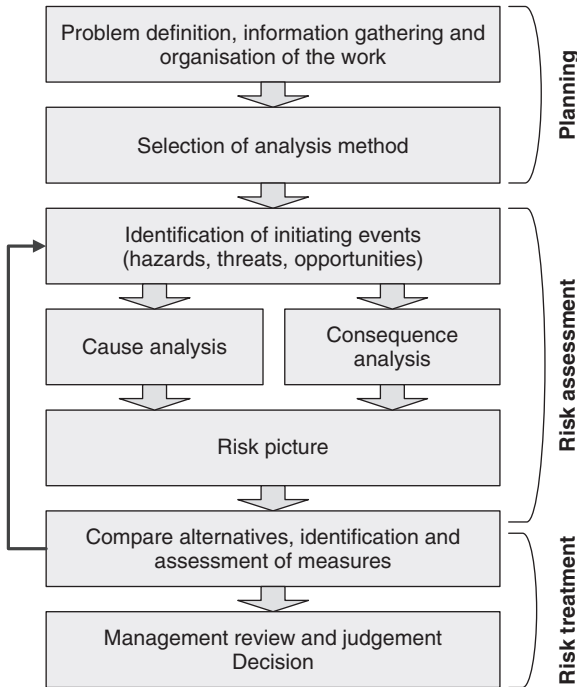 Problem definition, information gathering and
organisation of the work
Selection of analysis method
Planning
Identification of initiating events
(hazards, threats, opportunities)
Cause analysis
Consequence
analysis
Risk picture
Risk assessment
Compare alternatives, identification and
assessment of measures
Management review and judgement
Decision
Risk treatment